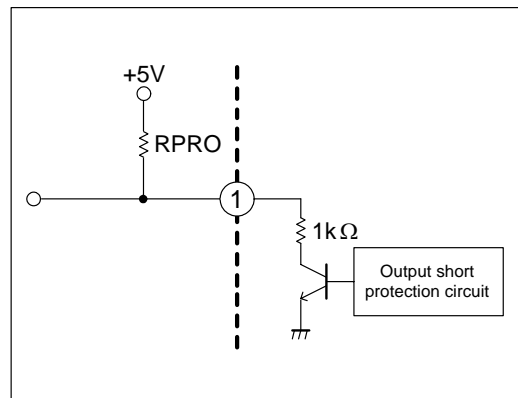 +5V
RPRO
1
1kΩ
Output short
protection circuit